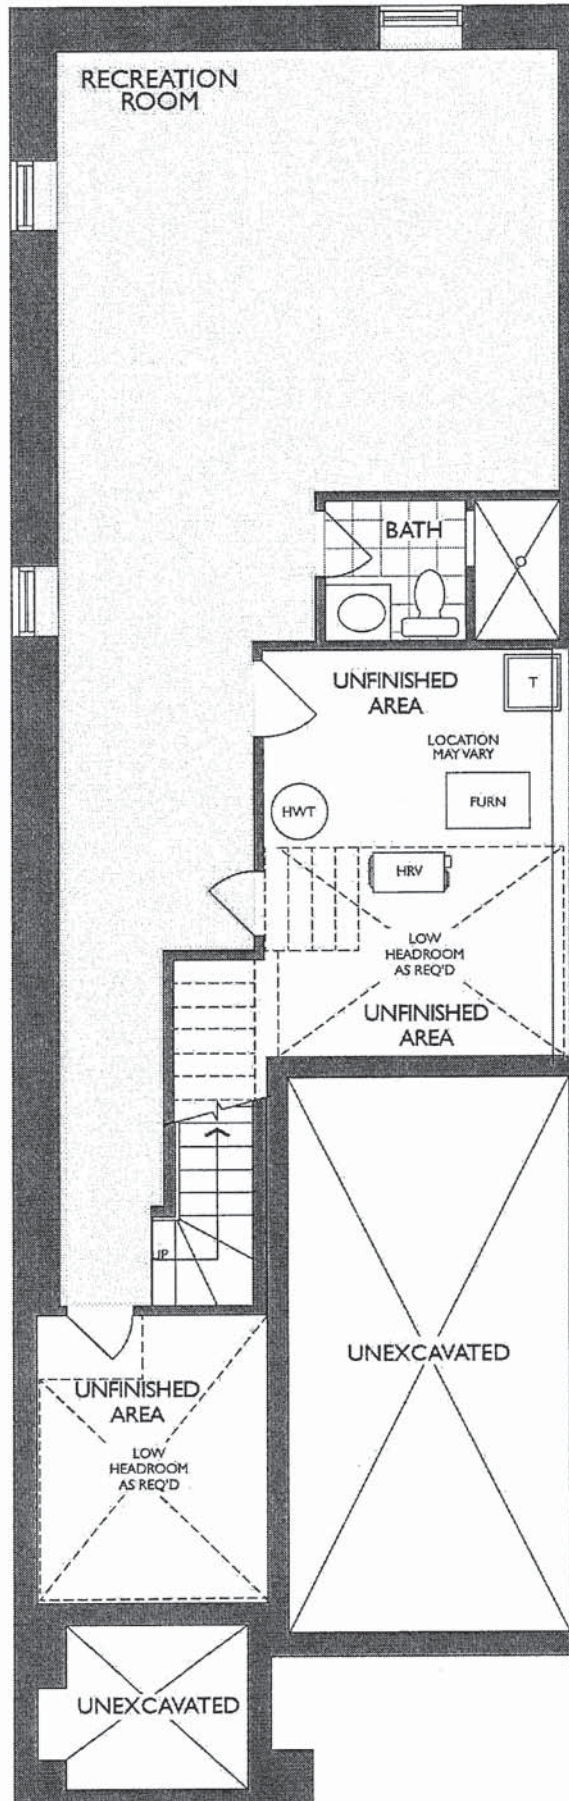 RECREATION
ROOM
BATH
UNFINISHED
AREA
T
LOCATION
MAY VARY
FURN
HWT
HRV
LOW
HEADROOM
AS REQ'D
UNFINISHED
AREA
UP
UNEXCAVATED
UNFINISHED
AREA
LOW
HEADROOM
AS REQ'D
UNEXCAVATED